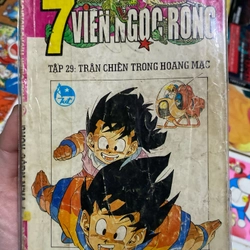 7 VIÊN NGỌC RỒNG
TẬP 29: TRẬN CHIẾN TRONG HOANG MẠC